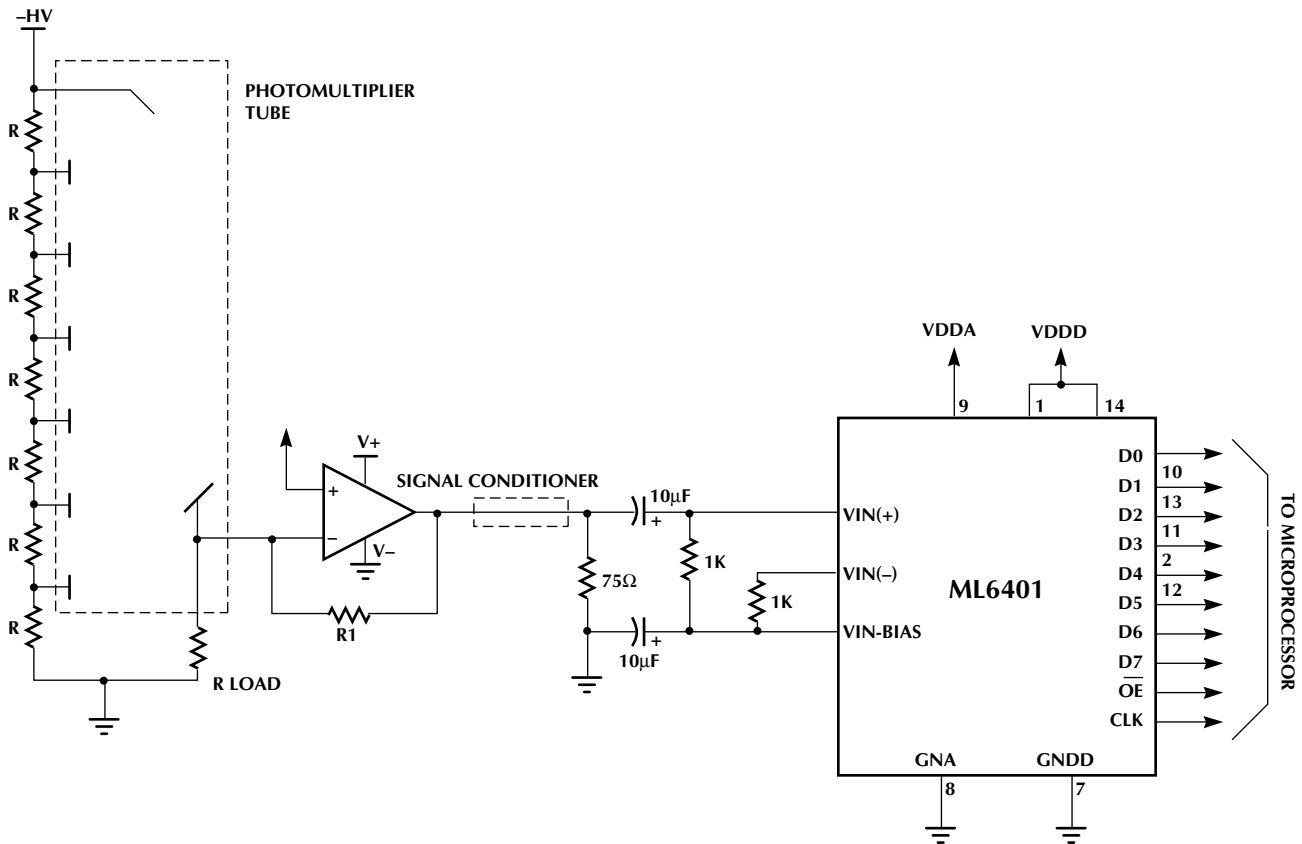 –HV
PHOTOMULTIPLIER
TUBE
R
R
R
R
R
R
R
R LOAD
V+
+
–
V–
R1
SIGNAL CONDITIONER
75Ω
10µF
+
10µF
+
1K
1K
VDDA
VDDD
9
1
14
VIN(+)
VIN(–)
VIN-BIAS
ML6401
D0
10
D1
13
D2
11
D3
2
D4
12
D5
D6
D7
OE
CLK
GNA
GNDD
8
7
TO MICROPROCESSOR